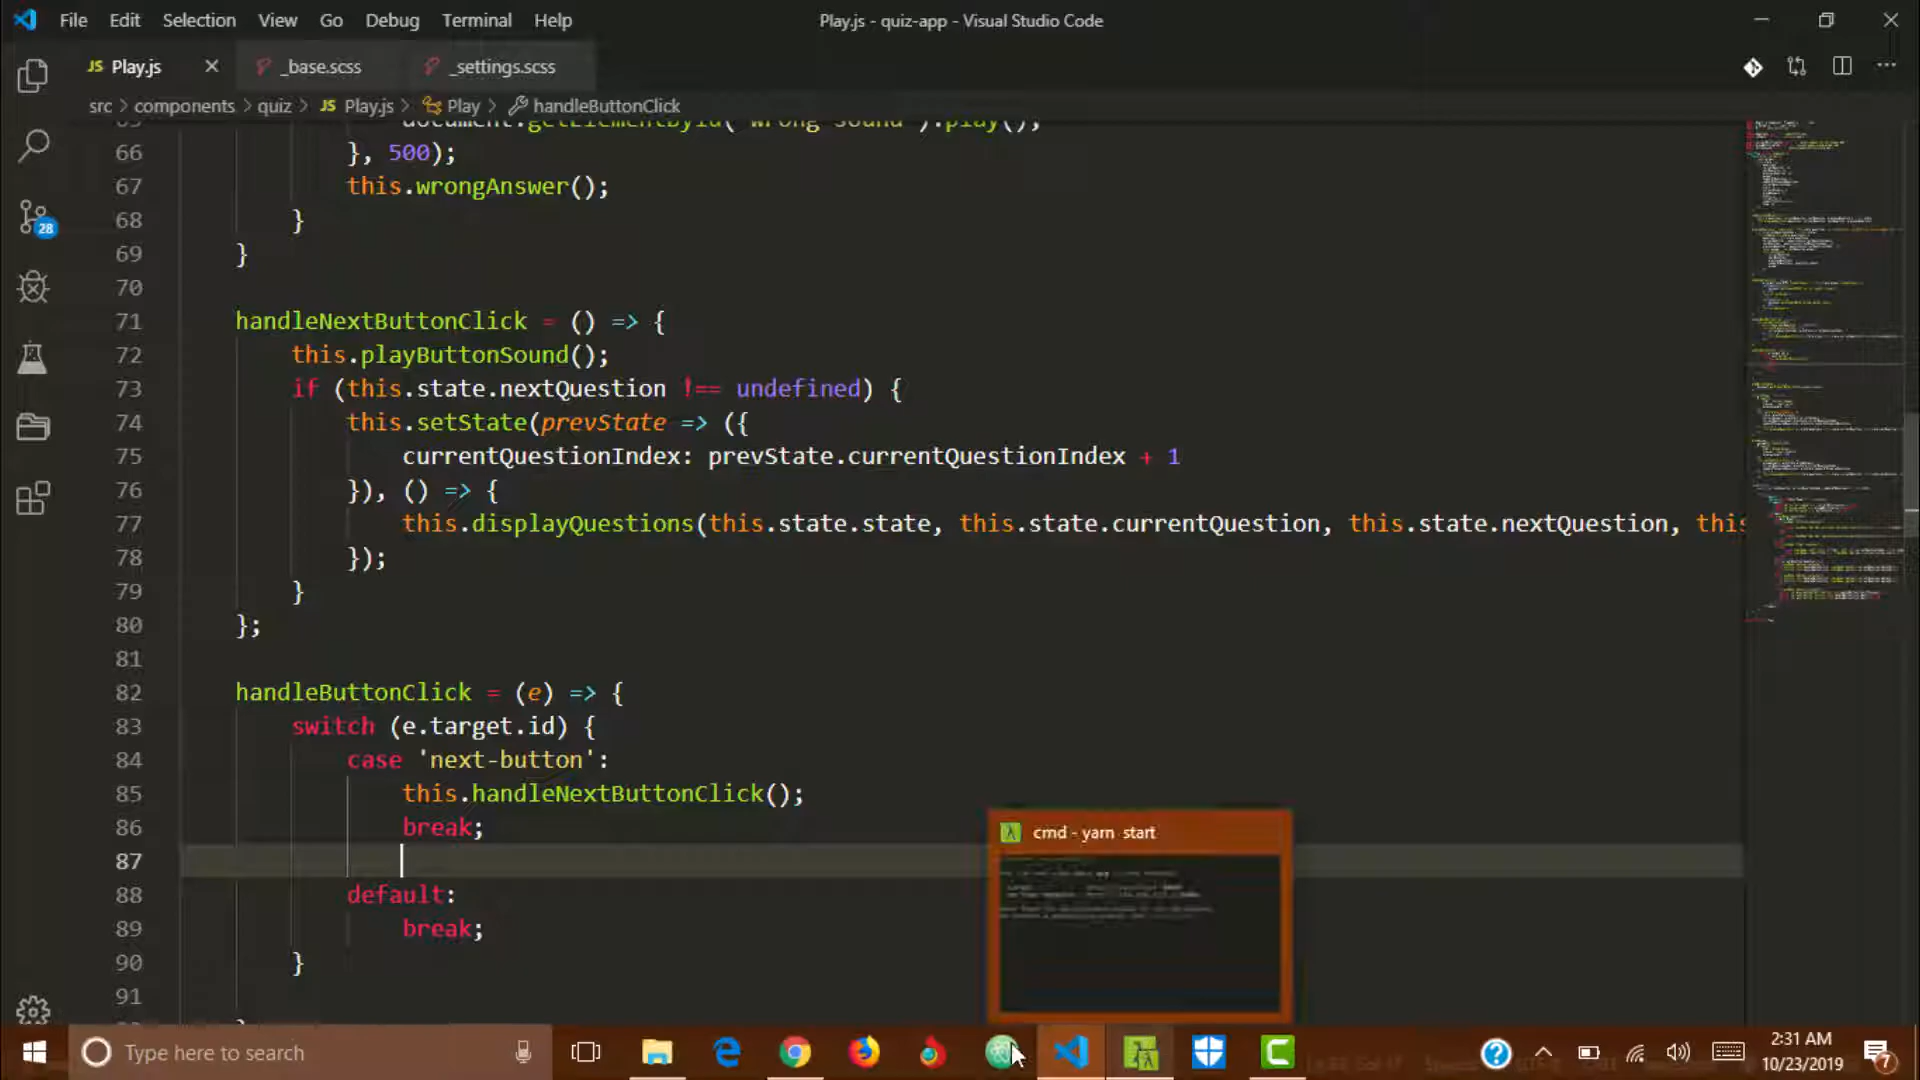 File Edit Selection View Go Debug Terminal Help
Play.js - quiz-app - Visual Studio Code
JS Play.js
_base.scss
_settings.scss
src > components > quiz > JS Play.js > Play > handleButtonClick
66 }, 500);
67 this.wrongAnswer();
68 }
69 }
70
71 handleNextButtonClick = () => {
72 this.playButtonSound();
73 if (this.state.nextQuestion !== undefined) {
74 this.setState(prevState => ({
75 currentQuestionIndex: prevState.currentQuestionIndex + 1
76 }), () => {
77 this.displayQuestions(this.state.state, this.state.currentQuestion, this.state.nextQuestion, this
78 });
79 }
80 };
81
82 handleButtonClick = (e) => {
83 switch (e.target.id) {
84 case 'next-button':
85 this.handleNextButtonClick();
86 break;
87
88 default:
89 break;
90 }
91
28
cmd - yarn start
Type here to search
2:31 AM
10/23/2019
7